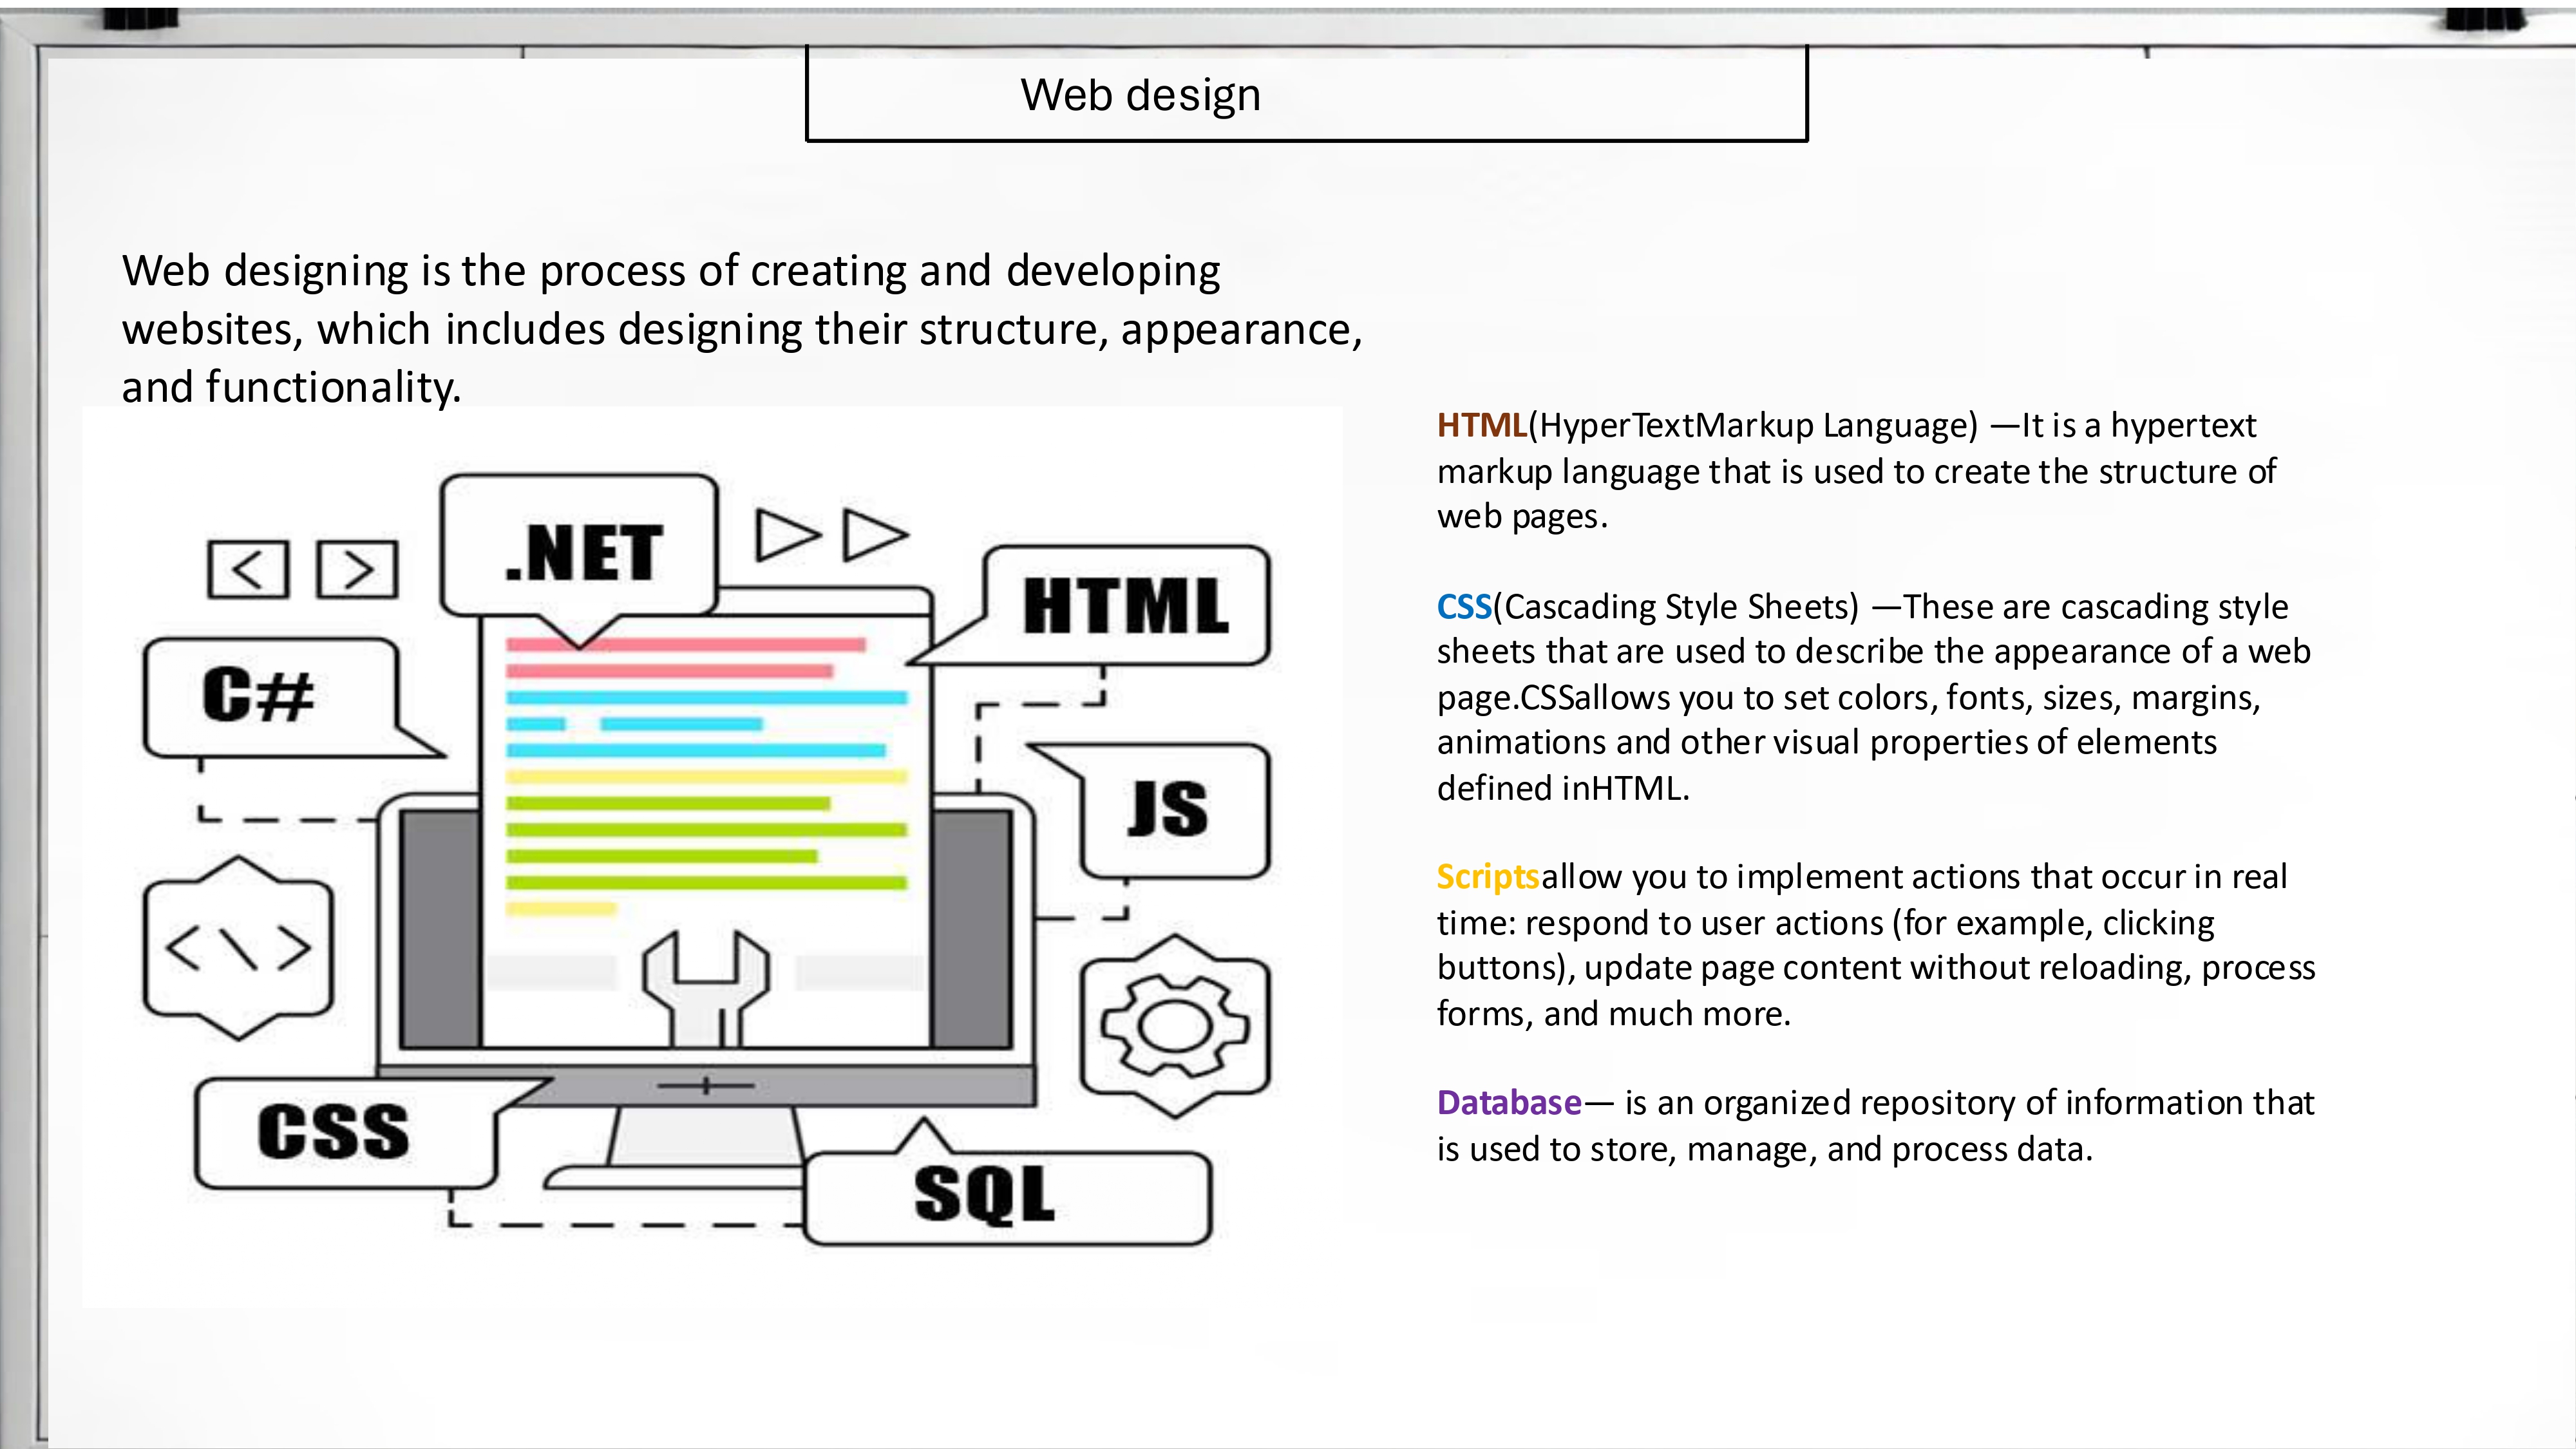 Web design
Web designing is the process of creating and developing
websites, which includes designing their structure, appearance,
and functionality.
.NET
HTML
C#
JS
CSS
SQL
HTML(HyperTextMarkup Language) —It is a hypertext
markup language that is used to create the structure of
web pages.
CSS(Cascading Style Sheets) —These are cascading style
sheets that are used to describe the appearance of a web
page.CSSallows you to set colors, fonts, sizes, margins,
animations and other visual properties of elements
defined inHTML.
Scriptsallow you to implement actions that occur in real
time: respond to user actions (for example, clicking
buttons), update page content without reloading, process
forms, and much more.
Database— is an organized repository of information that
is used to store, manage, and process data.